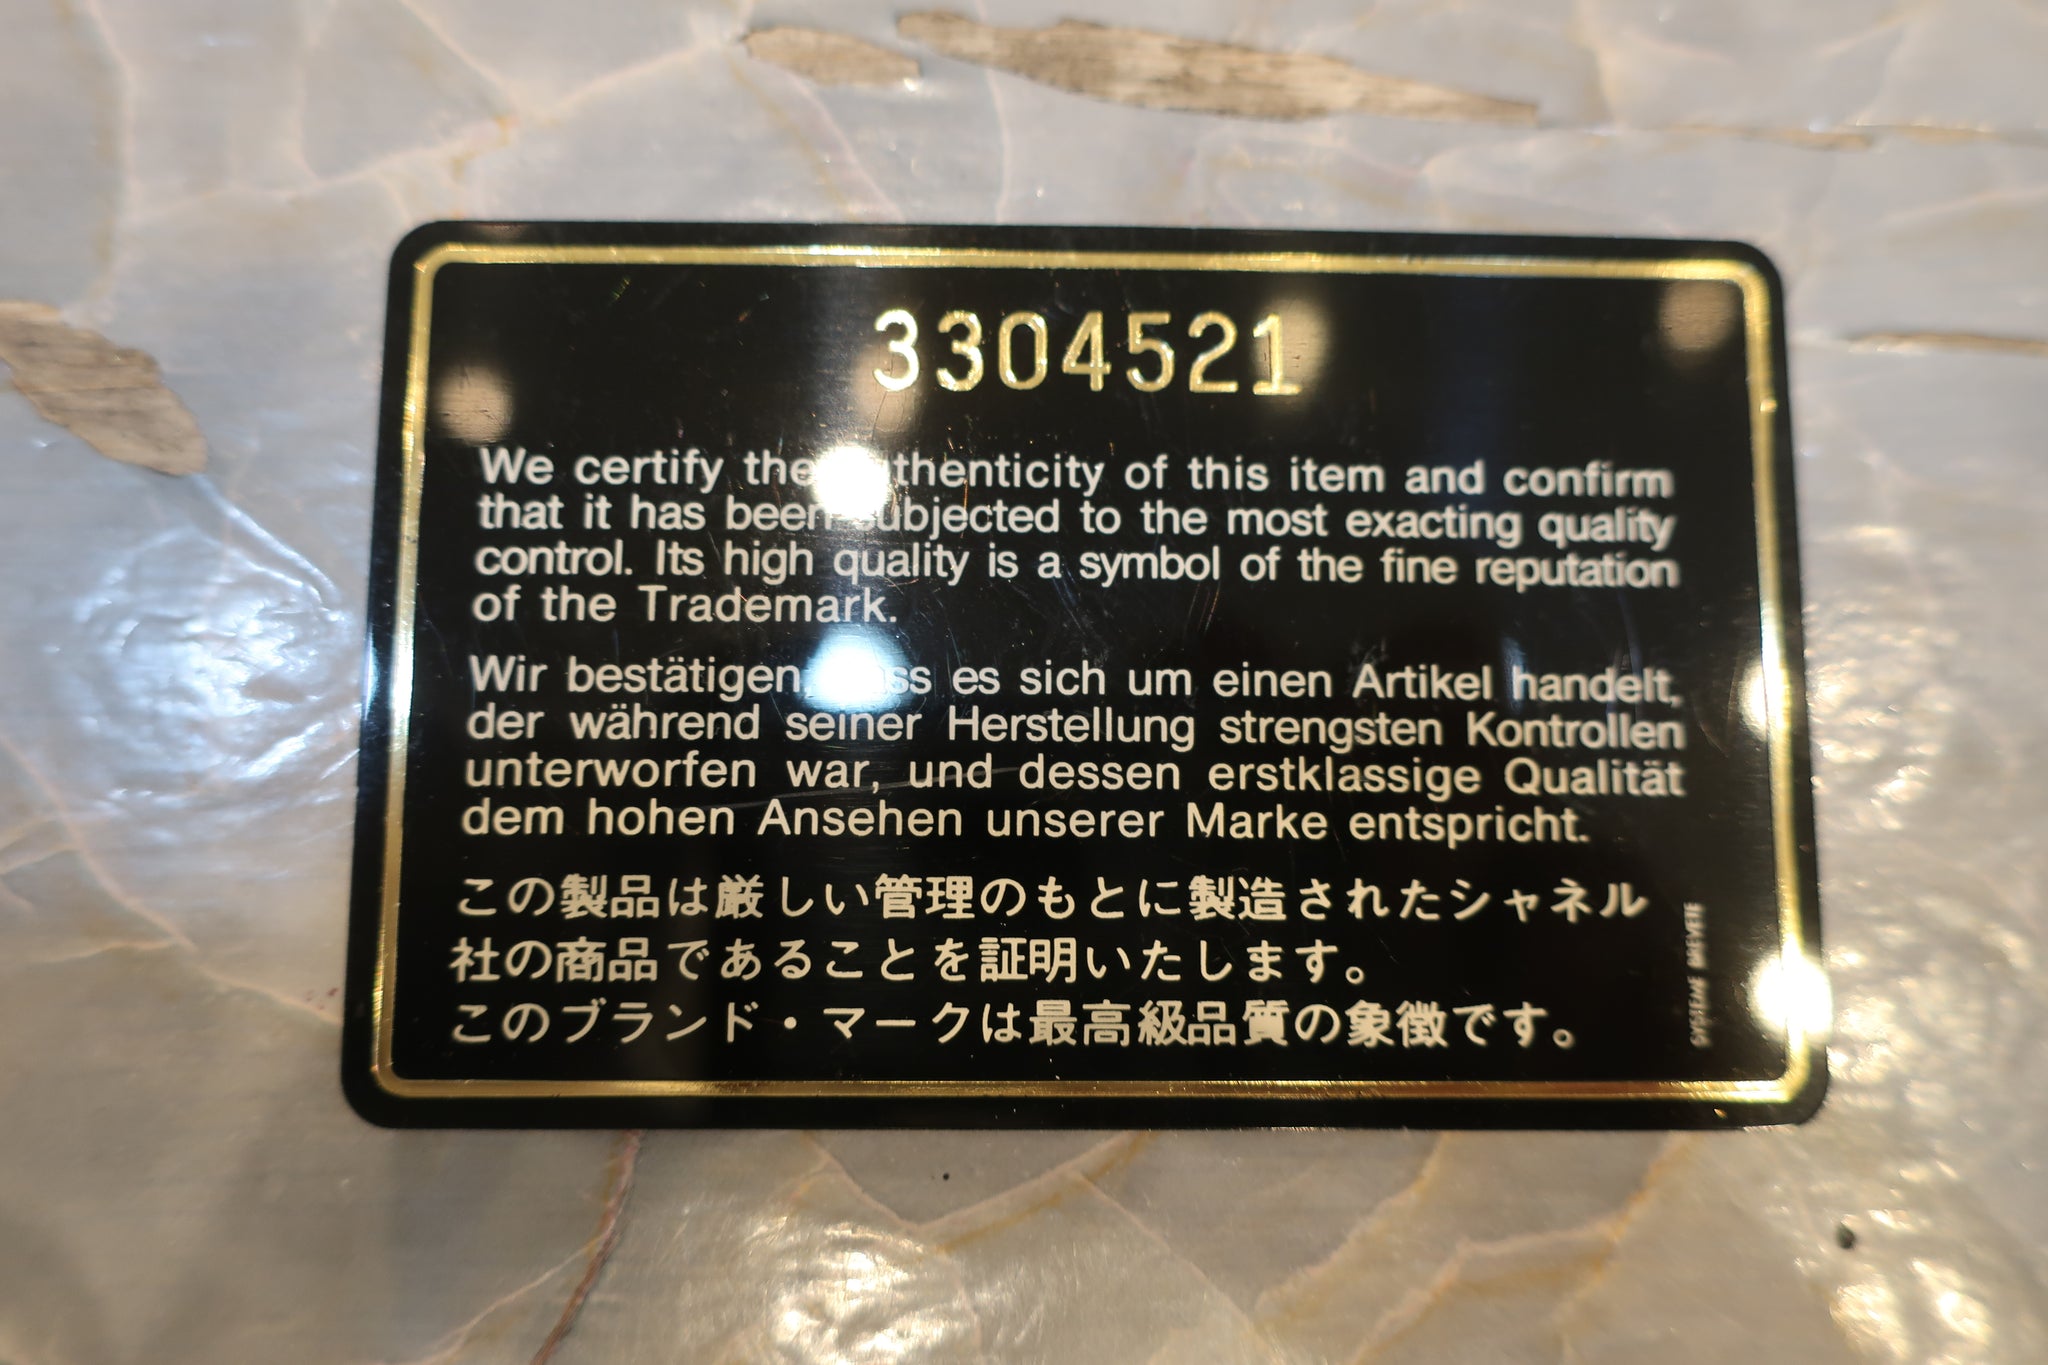 3304521
We certify the authenticity of this item and confirm
that it has been subjected to the most exacting quality
control. Its high quality is a symbol of the fine reputation
of the Trademark.
Wir bestätigen, dass es sich um einen Artikel handelt,
der während seiner Herstellung strengsten Kontrollen
unterworfen war, und dessen erstklassige Qualität
dem hohen Ansehen unserer Marke entspricht.
この製品は厳しい管理のもとに製造されたシャネル
社の商品であることを証明いたします。
このブランド・マークは最高級品質の象徴です。
SYSTEME BREVETE